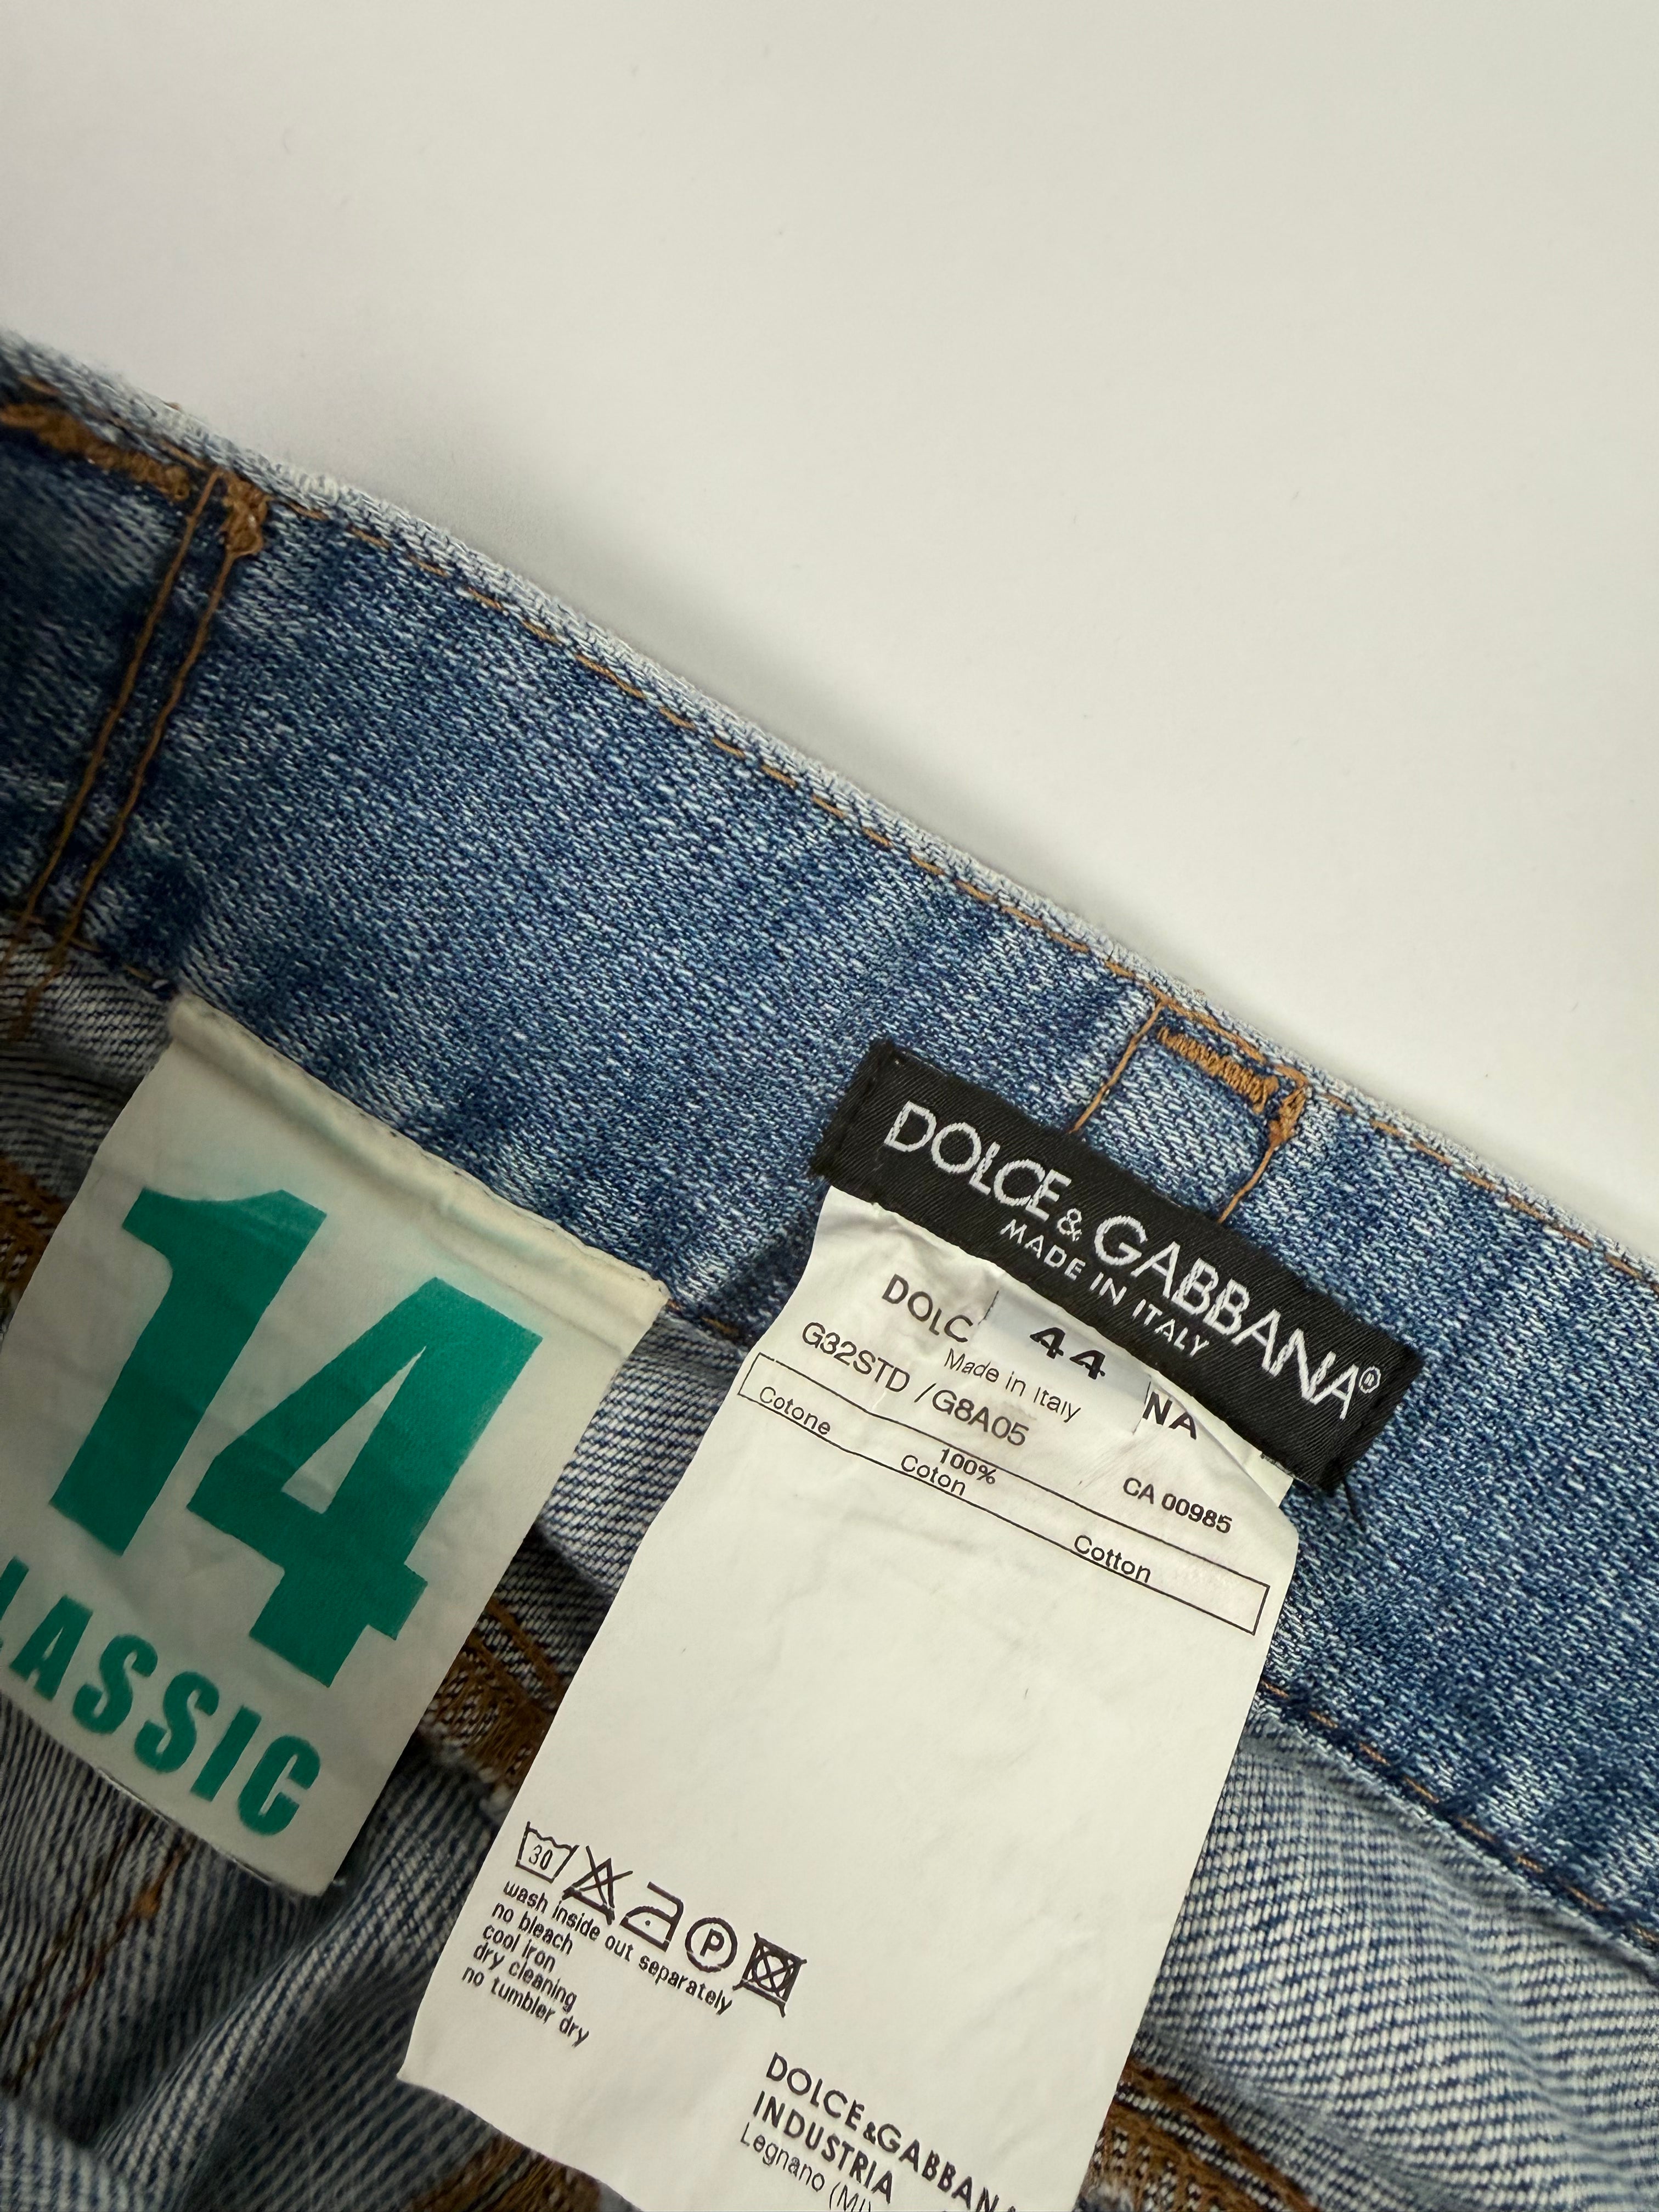 14
LASSIC
DOLCE & GABBANA®
MADE IN ITALY
DOLC 44 NA
Made in Italy
G32STD / G8A05 CA 00985
100%
Cotone Coton Cotton
30 P
wash inside out separately
no bleach
cool iron
dry cleaning
no tumbler dry
DOLCE&GABBANA
INDUSTRIA
Legnano (MI)